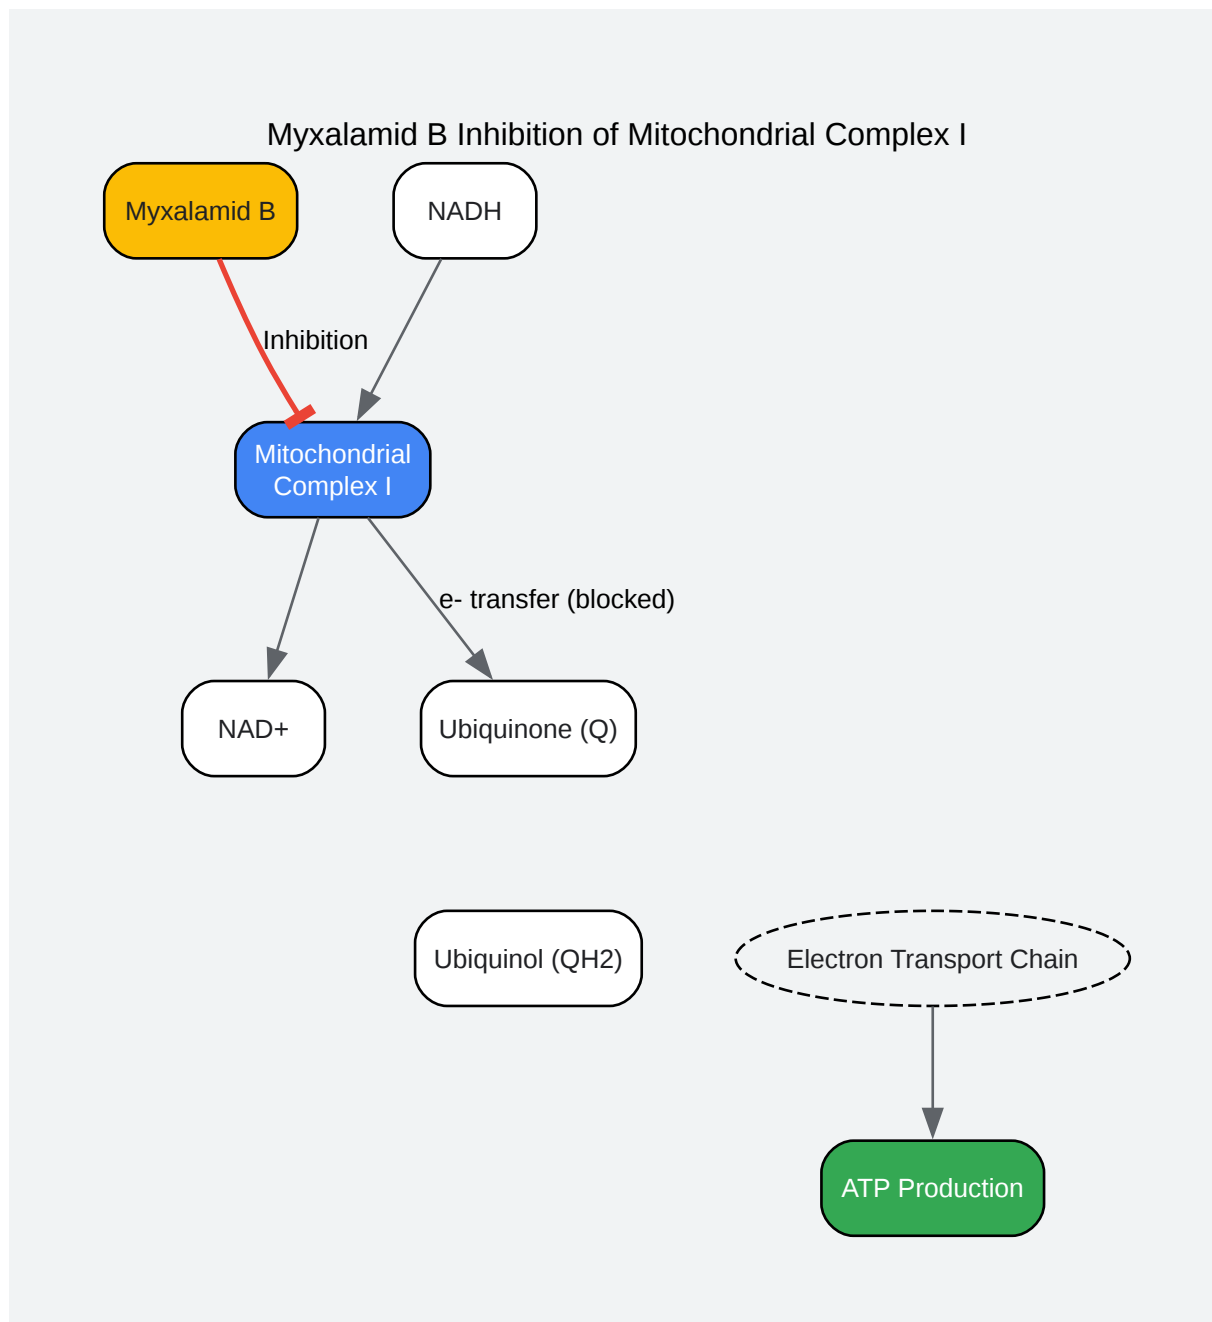 Myxalamid B Inhibition of Mitochondrial Complex I
Myxalamid B
NADH
Inhibition
Mitochondrial
Complex I
e- transfer (blocked)
NAD+
Ubiquinone (Q)
Ubiquinol (QH2)
Electron Transport Chain
ATP Production